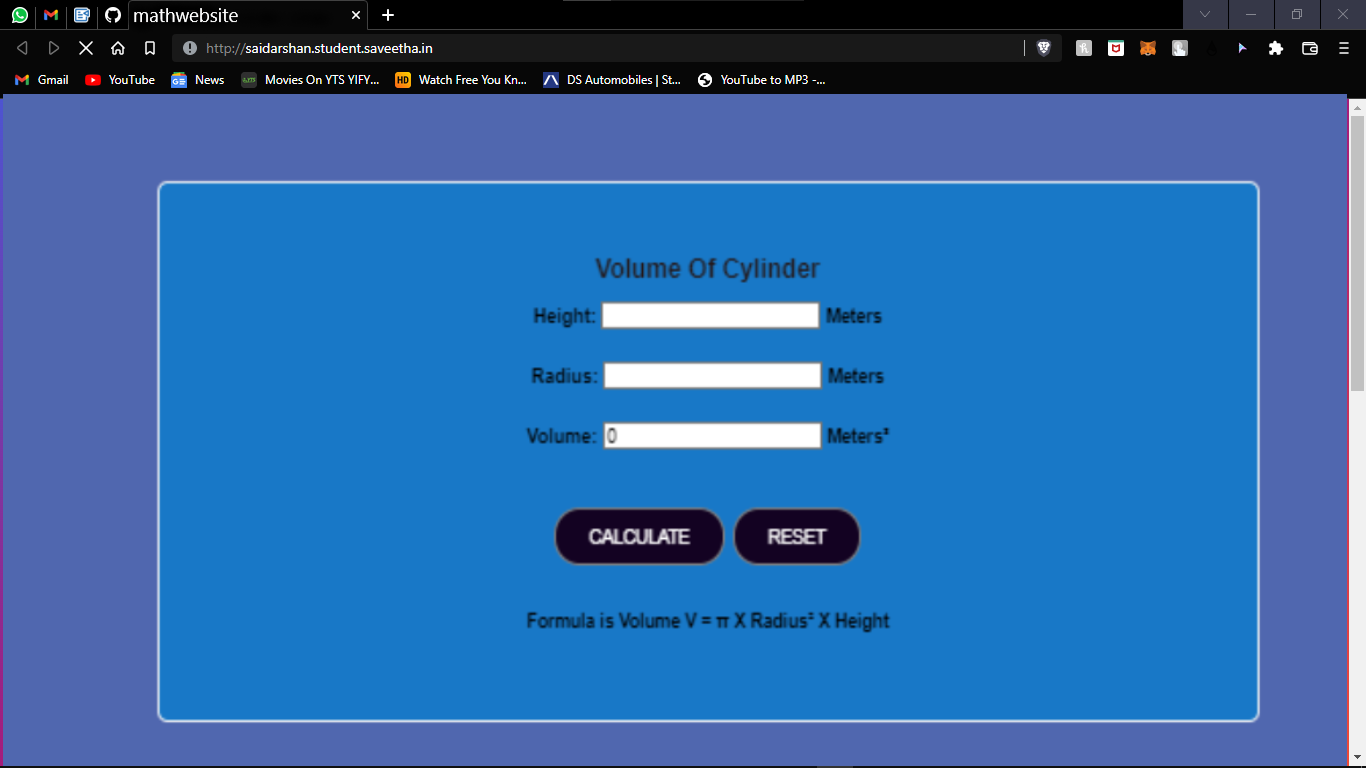 mathwebsite
http://saidarshan.student.saveetha.in
Gmail YouTube News Movies On YTS YIFY... Watch Free You Kn... DS Automobiles | St... YouTube to MP3 -...
Volume Of Cylinder
Height: Meters
Radius: Meters
Volume: 0 Meters³
CALCULATE RESET
Formula is Volume V = π X Radius² X Height